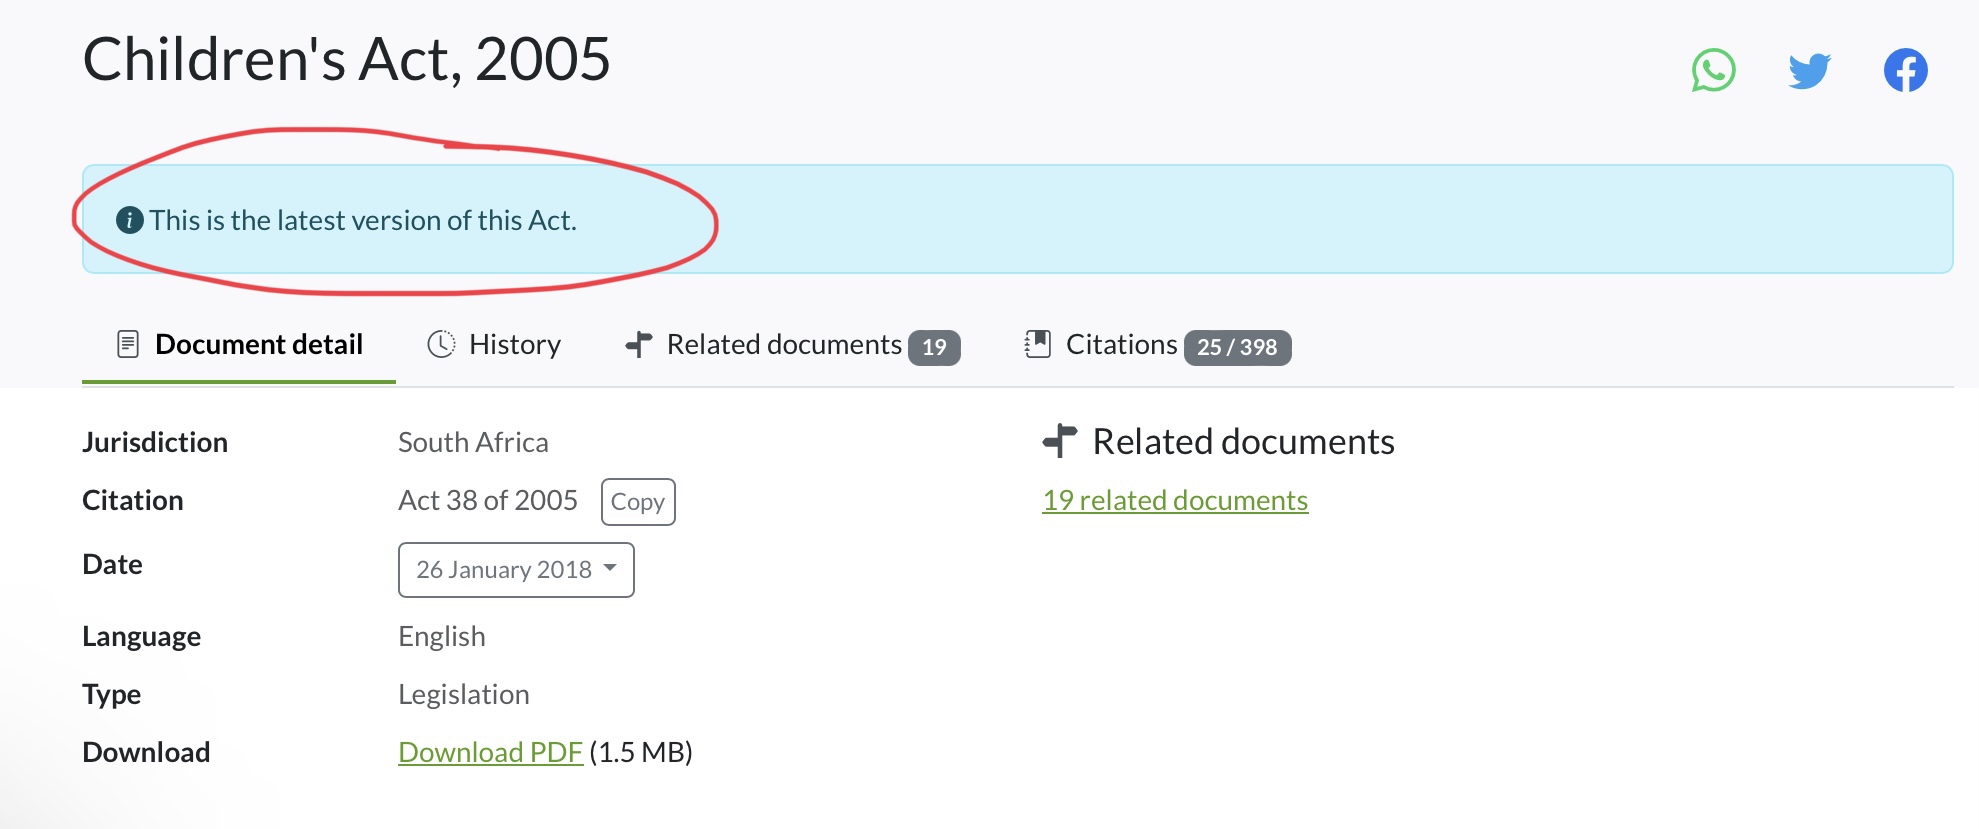 Children's Act, 2005
This is the latest version of this Act.
Document detail History Related documents 19 Citations 25 / 398
Jurisdiction South Africa
Citation Act 38 of 2005 Copy
Date 26 January 2018
Language English
Type Legislation
Download Download PDF (1.5 MB)
Related documents
19 related documents